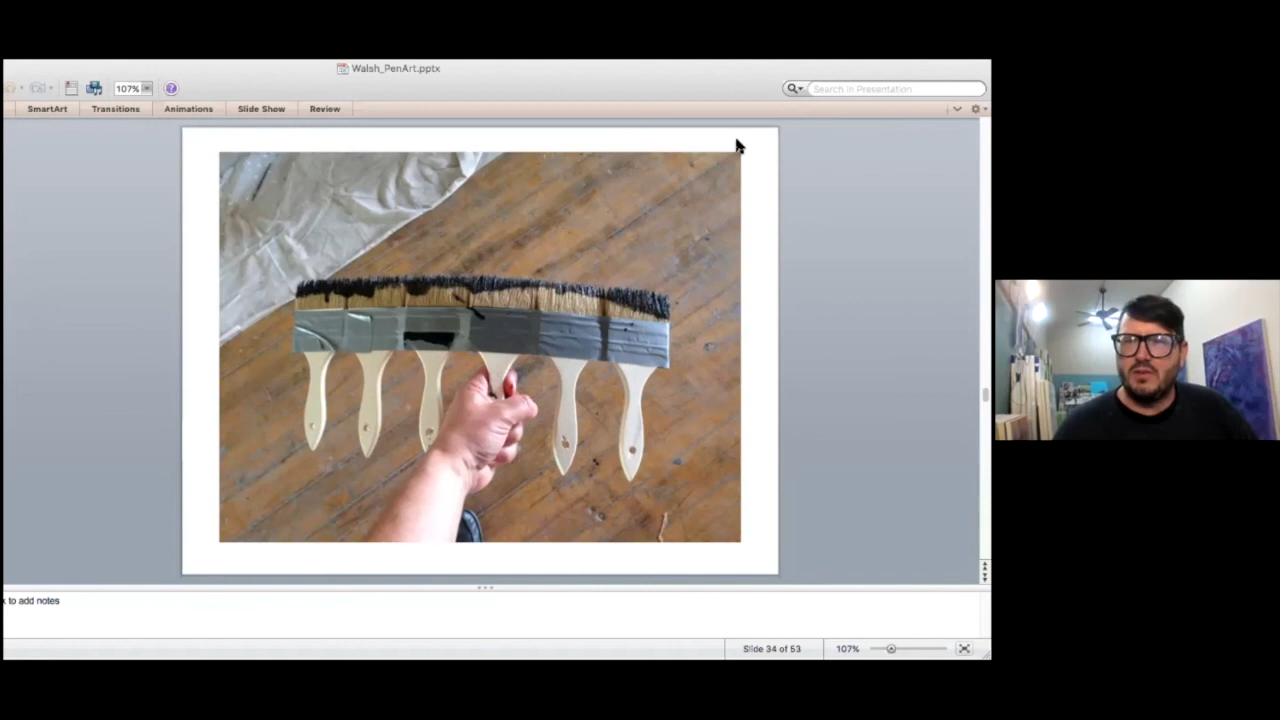 Walsh_PenArt.pptx
107%
Search in Presentation
SmartArt Transitions Animations Slide Show Review
to add notes
Slide 34 of 53 107%